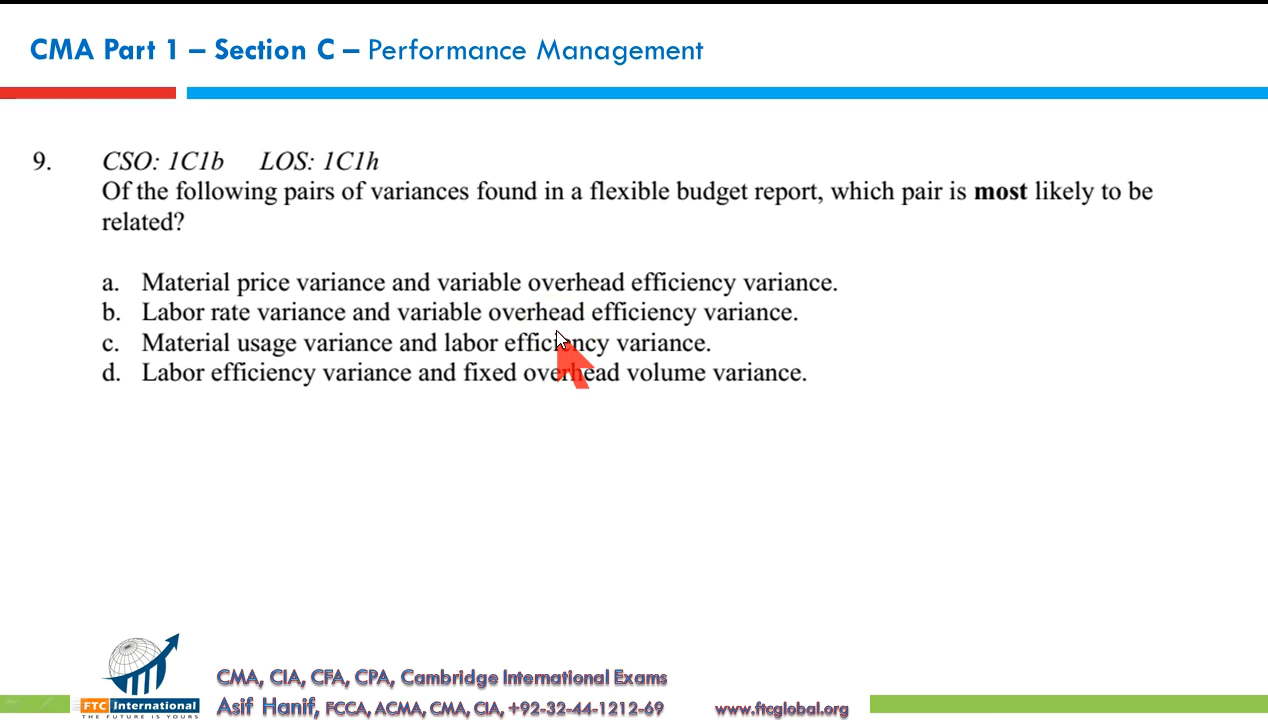 CMA Part 1 – Section C – Performance Management
9. CSO: 1C1b LOS: 1C1h
Of the following pairs of variances found in a flexible budget report, which pair is most likely to be
related?
a. Material price variance and variable overhead efficiency variance.
b. Labor rate variance and variable overhead efficiency variance.
c. Material usage variance and labor efficiency variance.
d. Labor efficiency variance and fixed overhead volume variance.
CMA, CIA, CFA, CPA, Cambridge International Exams
FTC International
THE FUTURE IS YOURS
Asif Hanif, FCCA, ACMA, CMA, CIA, +92-32-44-1212-69 www.ftcglobal.org